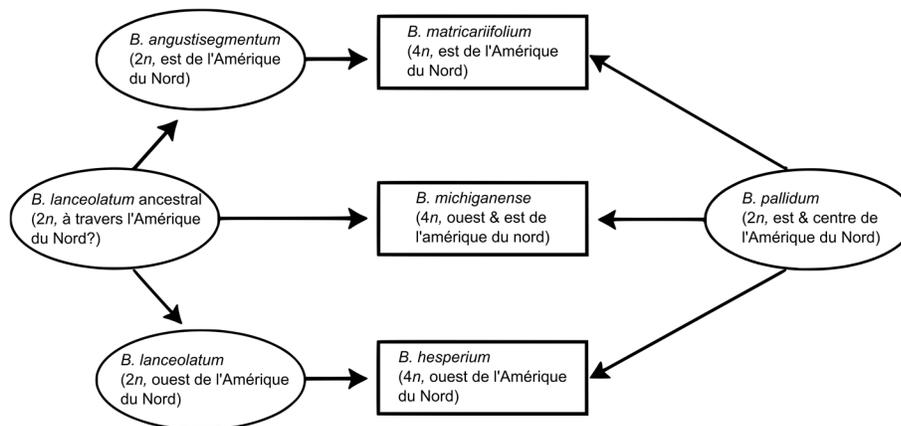 B. angustisegmentum
(2n, est de l'Amérique
du Nord)
B. matricariifolium
(4n, est de l'Amérique
du Nord)
B. lanceolatum ancestral
(2n, à travers l'Amérique
du Nord?)
B. michiganense
(4n, ouest & est de
l'amérique du nord)
B. pallidum
(2n, est & centre de
l'Amérique du Nord)
B. lanceolatum
(2n, ouest de l'Amérique
du Nord)
B. hesperium
(4n, ouest de l'Amérique
du Nord)